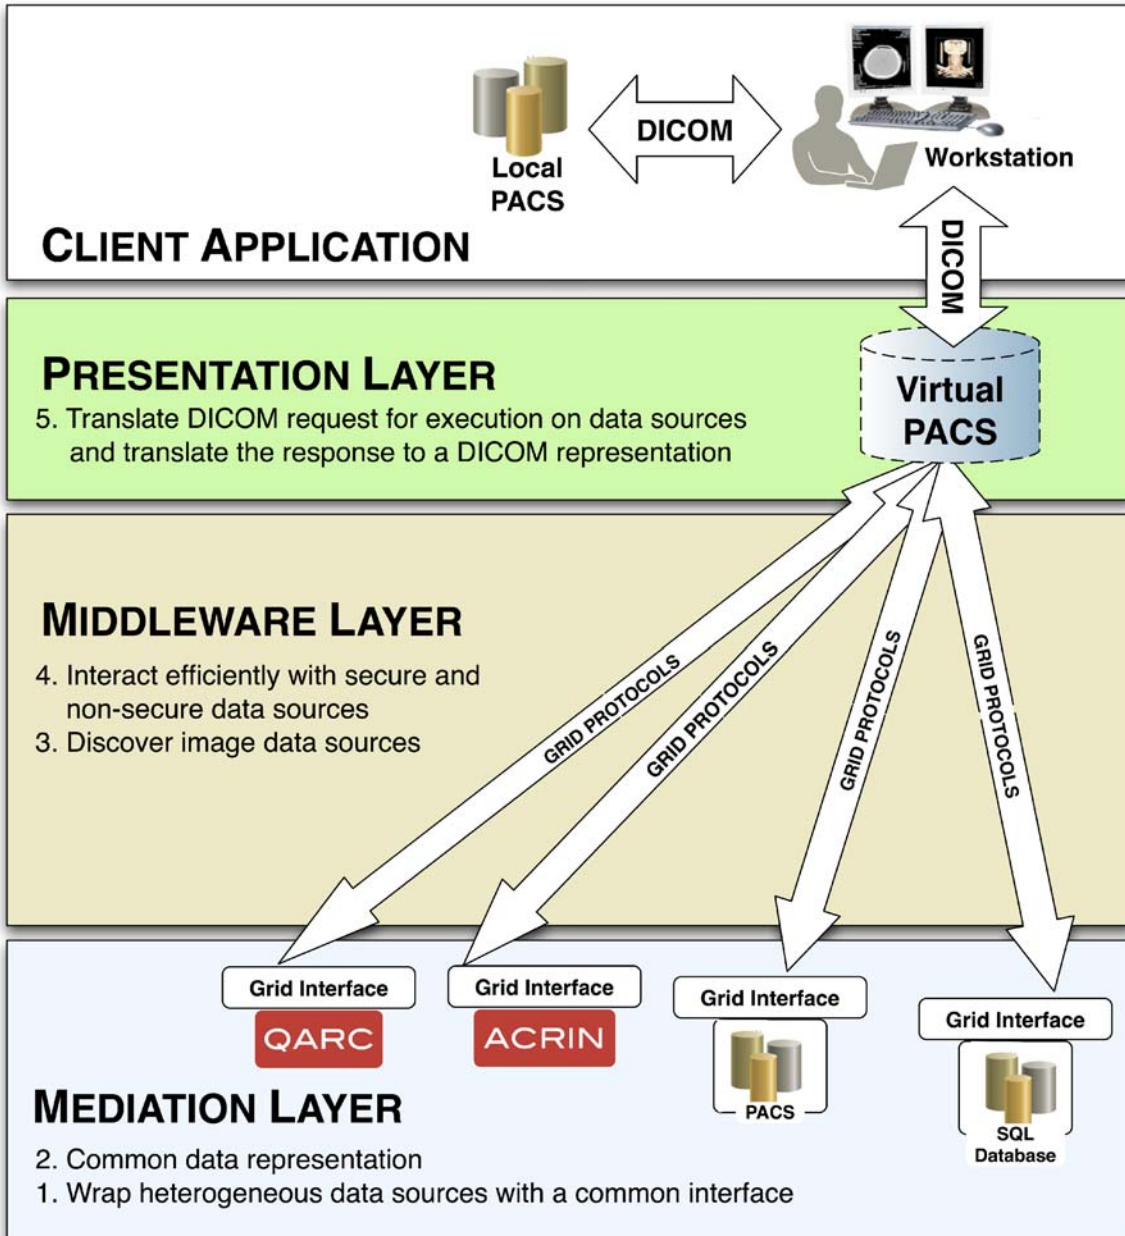 DICOM
Local
PACS
Workstation
CLIENT APPLICATION
DICOM
PRESENTATION LAYER
5. Translate DICOM request for execution on data sources
and translate the response to a DICOM representation
Virtual
PACS
MIDDLEWARE LAYER
4. Interact efficiently with secure and
non-secure data sources
3. Discover image data sources
GRID PROTOCOLS
GRID PROTOCOLS
GRID PROTOCOLS
GRID PROTOCOLS
Grid Interface
QARC
Grid Interface
ACRIN
Grid Interface
PACS
Grid Interface
SQL
Database
MEDIATION LAYER
2. Common data representation
1. Wrap heterogeneous data sources with a common interface